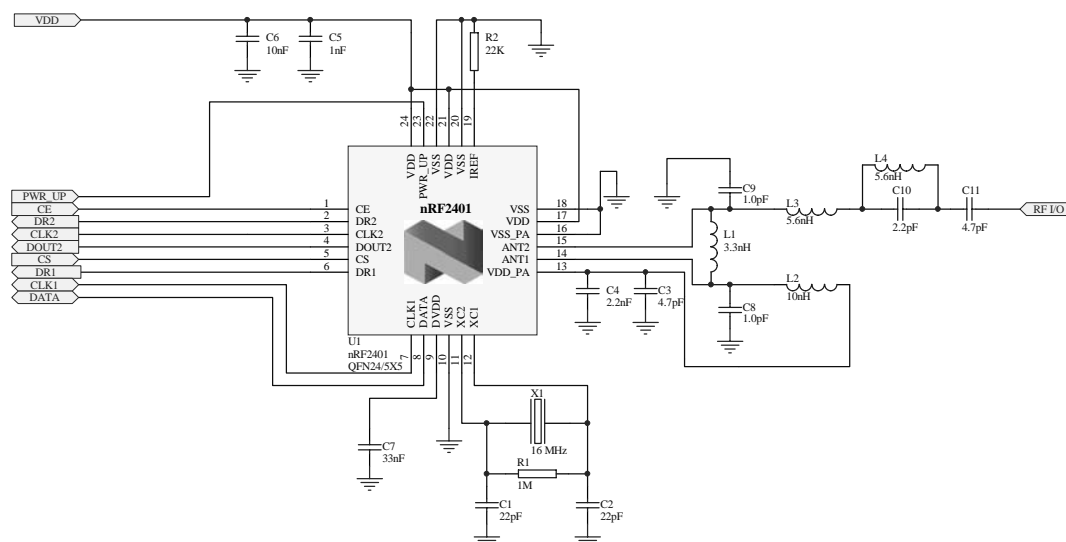 VDD
C6
10nF
C5
1nF
R2
22K
24
23
22
21
20
19
VDD
PWR_UP
VSS
VDD
VSS
IREF
L4
5.6nH
C10
2.2pF
C11
4.7pF
RF I/O
PWR_UP
CE
DR2
CLK2
DOUT2
CS
DR1
CLK1
DATA
1
2
3
4
5
6
CE
DR2
CLK2
DOUT2
CS
DR1
nRF2401
VSS
VDD
VSS_PA
ANT2
ANT1
VDD_PA
18
17
16
15
14
13
C9
1.0pF
L3
5.6nH
L1
3.3nH
L2
10nH
C4
2.2nF
C3
4.7pF
C8
1.0pF
CLK1
DATA
DVDD
VSS
XC2
XC1
U1
nRF2401
QFN24/5X5
7
8
9
10
11
12
X1
16 MHz
C7
33nF
R1
1M
C1
22pF
C2
22pF